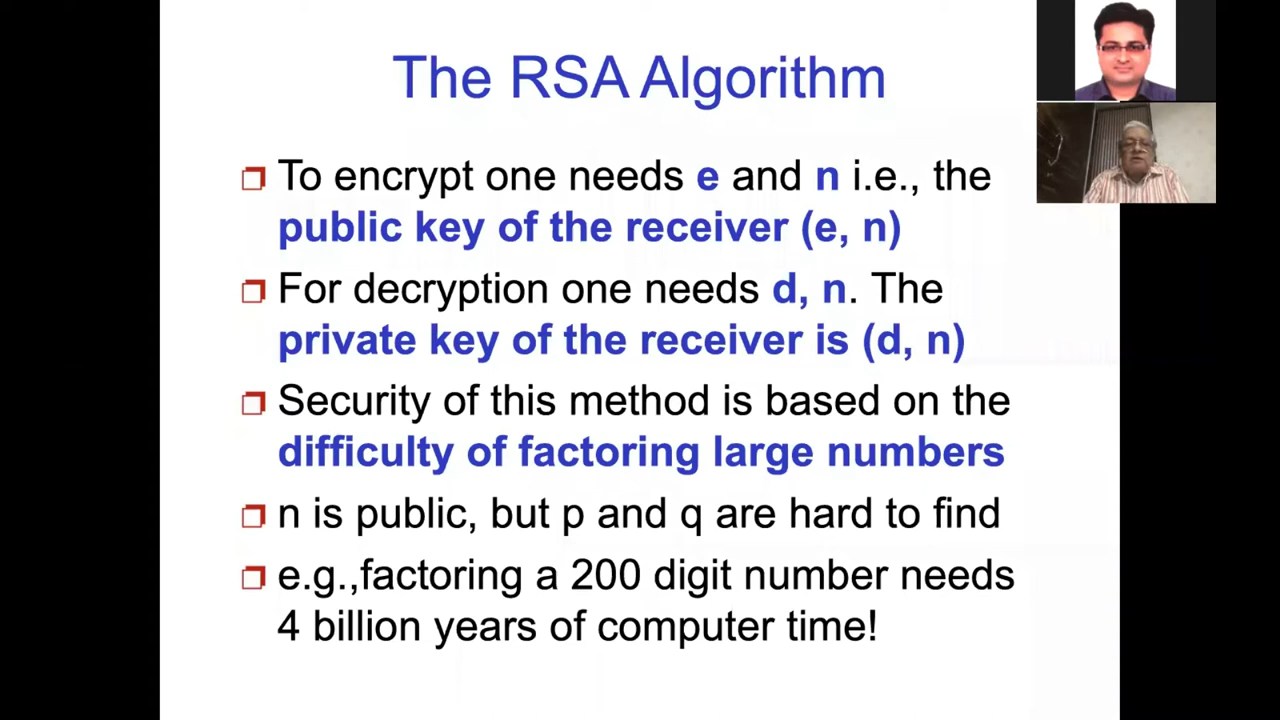 The RSA Algorithm
To encrypt one needs e and n i.e., the
public key of the receiver (e, n)
For decryption one needs d, n. The
private key of the receiver is (d, n)
Security of this method is based on the
difficulty of factoring large numbers
n is public, but p and q are hard to find
e.g.,factoring a 200 digit number needs
4 billion years of computer time!